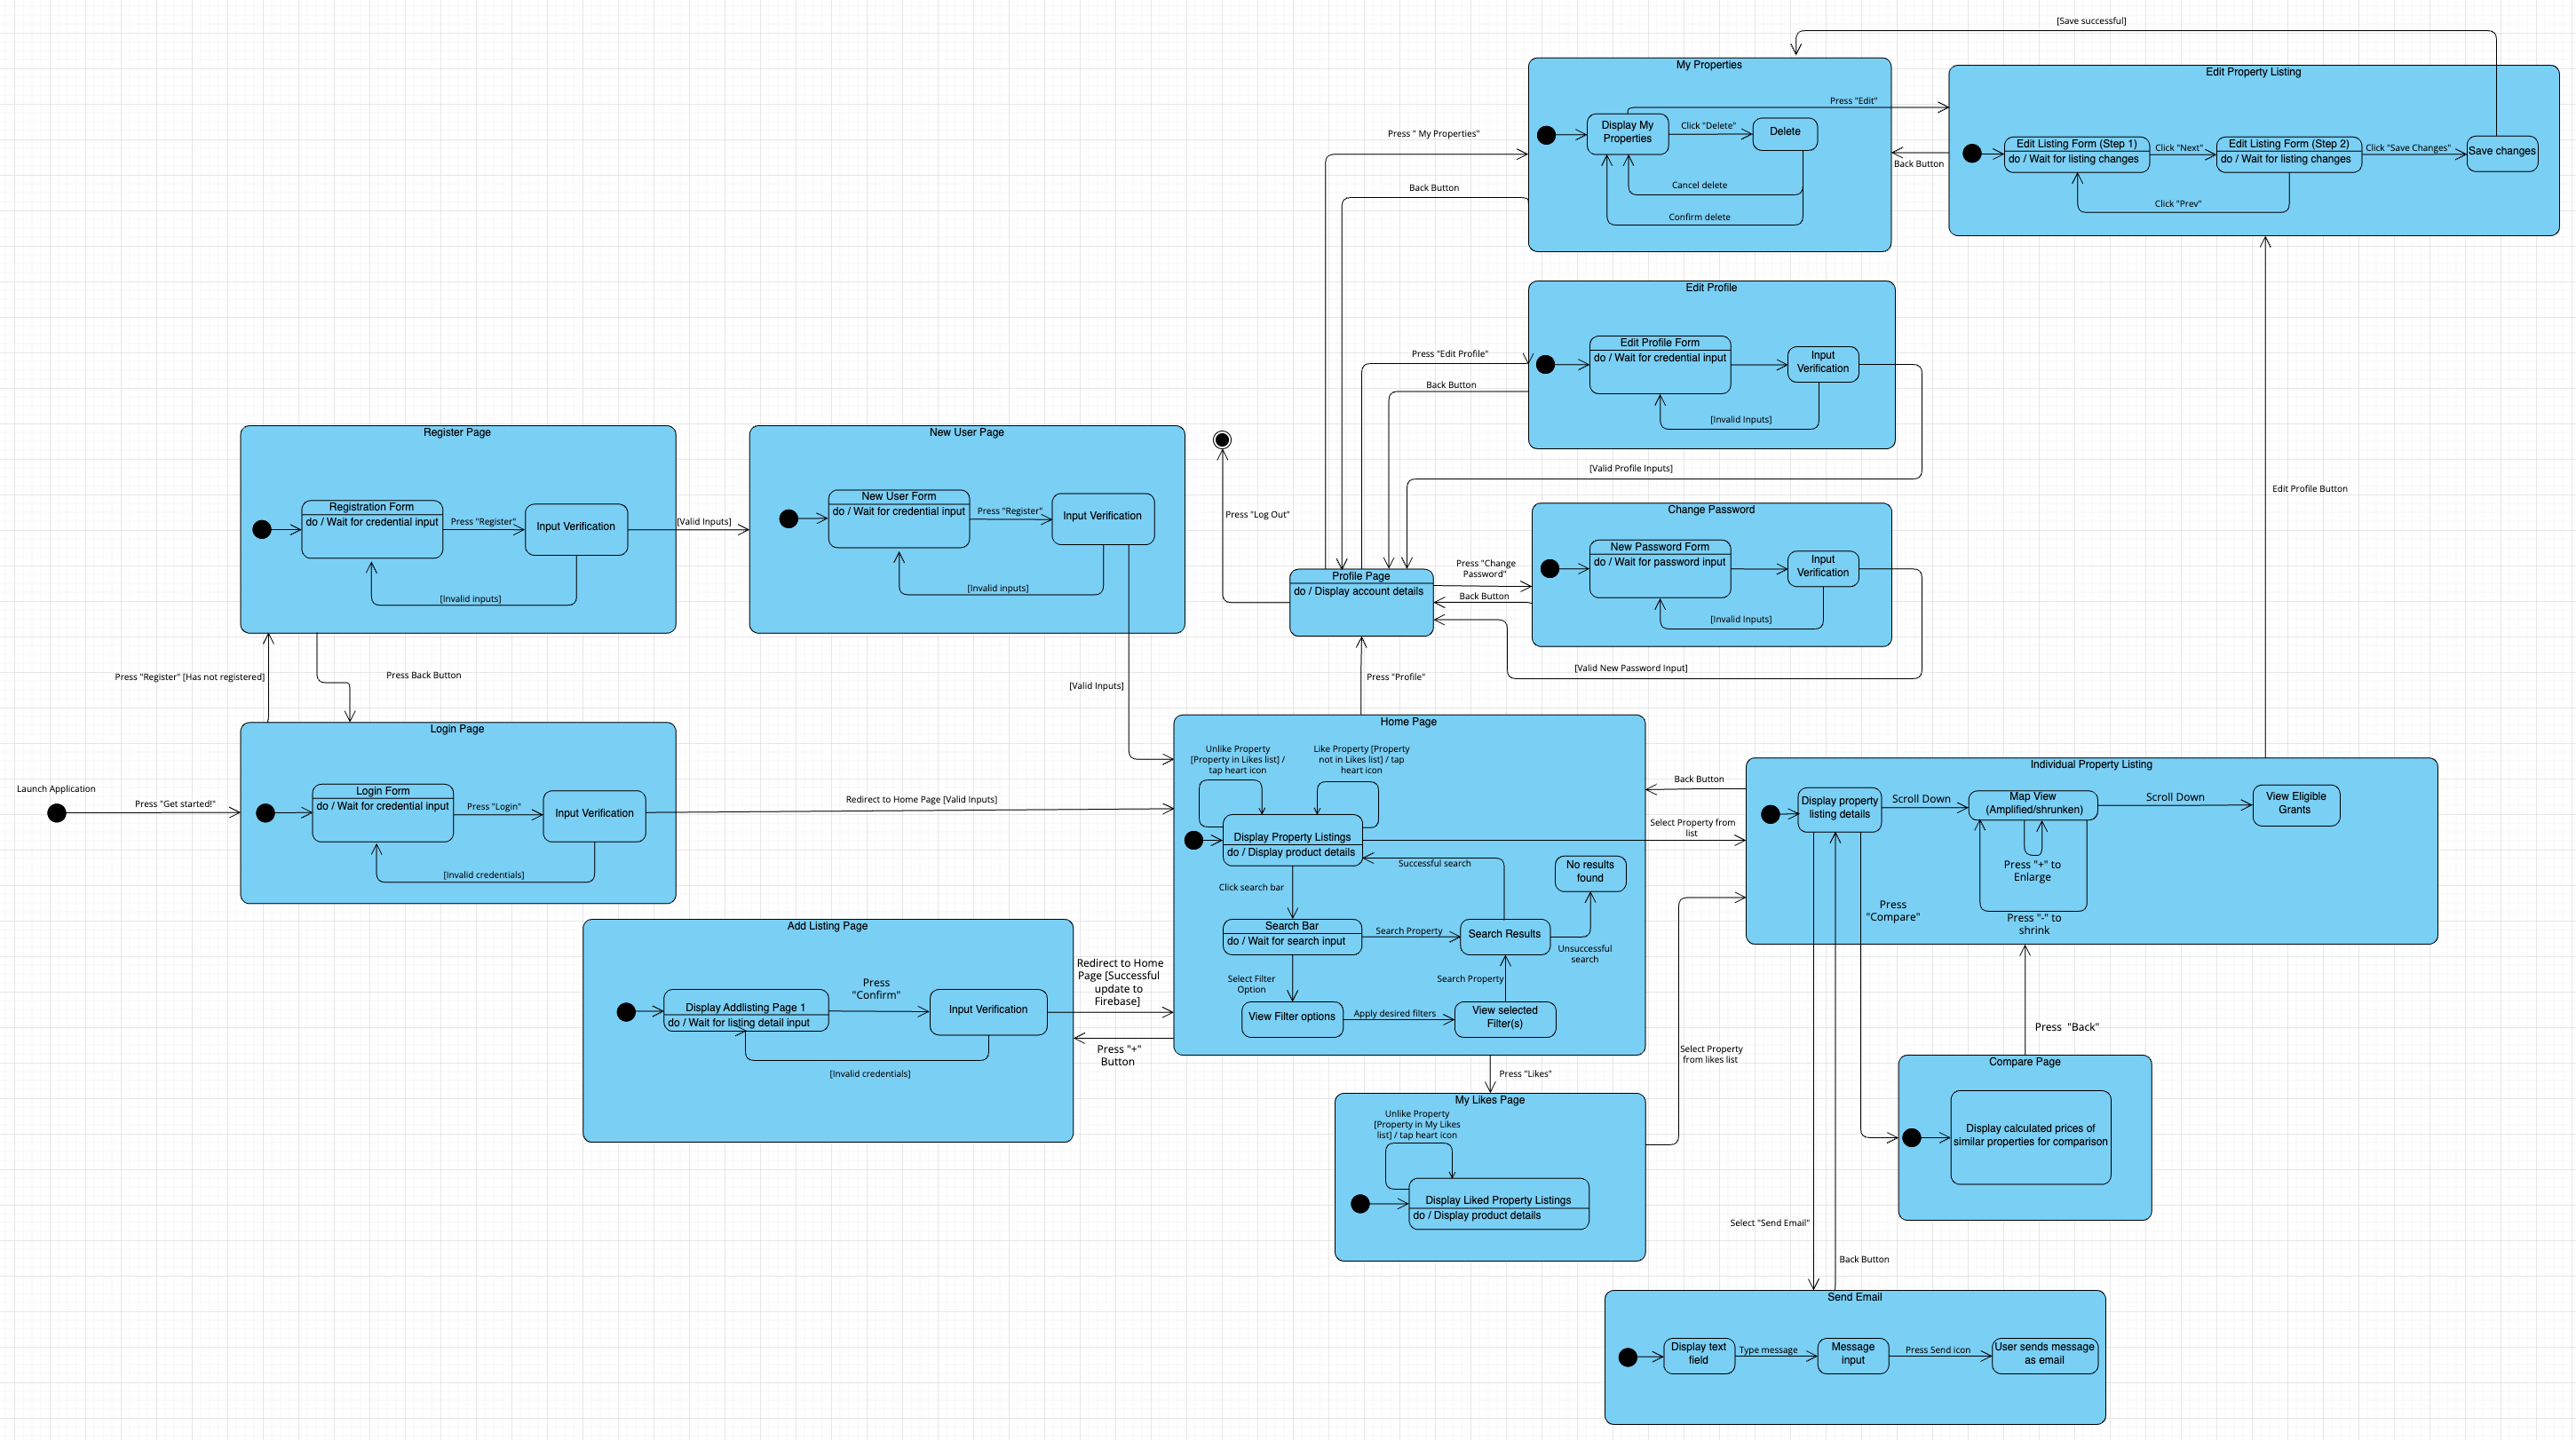 [Save successful]
My Properties
Press "Edit"
Display My
Properties
Click "Delete"
Delete
Cancel delete
Confirm delete
Edit Property Listing
Edit Listing Form (Step 1)
do / Wait for listing changes
Click "Next"
Edit Listing Form (Step 2)
do / Wait for listing changes
Click "Save Changes"
Save changes
Click "Prev"
Back Button
Press " My Properties"
Back Button
Edit Profile
Edit Profile Form
do / Wait for credential input
Input
Verification
[Invalid Inputs]
Press "Edit Profile"
Back Button
[Valid Profile Inputs]
Register Page
Registration Form
do / Wait for credential input
Press "Register"
Input Verification
[Invalid inputs]
[Valid Inputs]
New User Page
New User Form
do / Wait for credential input
Press "Register"
Input Verification
[Invalid inputs]
[Valid Inputs]
Press "Log Out"
Profile Page
do / Display account details
Press "Change
Password"
Back Button
Change Password
New Password Form
do / Wait for password input
Input
Verification
[Invalid Inputs]
[Valid New Password Input]
Edit Profile Button
Press "Profile"
Press "Register" [Has not registered]
Press Back Button
Launch Application
Press "Get started!"
Login Page
Login Form
do / Wait for credential input
Press "Login"
Input Verification
[Invalid credentials]
Redirect to Home Page [Valid Inputs]
Home Page
Unlike Property
[Property in Likes list] /
tap heart icon
Like Property [Property
not in Likes list] / tap
heart icon
Display Property Listings
do / Display product details
Successful search
No results
found
Click search bar
Search Bar
do / Wait for search input
Search Property
Search Results
Unsuccessful
search
Select Filter
Option
Search Property
View Filter options
Apply desired filters
View selected
Filter(s)
Back Button
Select Property from
list
Individual Property Listing
Display property
listing details
Scroll Down
Map View
(Amplified/shrunken)
Scroll Down
View Eligible
Grants
Press "+" to
Enlarge
Press "-" to
shrink
Press
"Compare"
Add Listing Page
Display Addlisting Page 1
do / Wait for listing detail input
Press
"Confirm"
Input Verification
[Invalid credentials]
Redirect to Home
Page [Successful
update to
Firebase]
Press "+"
Button
Press "Likes"
Select Property
from likes list
My Likes Page
Unlike Property
[Property in My Likes
list] / tap heart icon
Display Liked Property Listings
do / Display product details
Press "Back"
Compare Page
Display calculated prices of
similar properties for comparison
Select "Send Email"
Back Button
Send Email
Display text
field
Type message
Message
input
Press Send icon
User sends message
as email